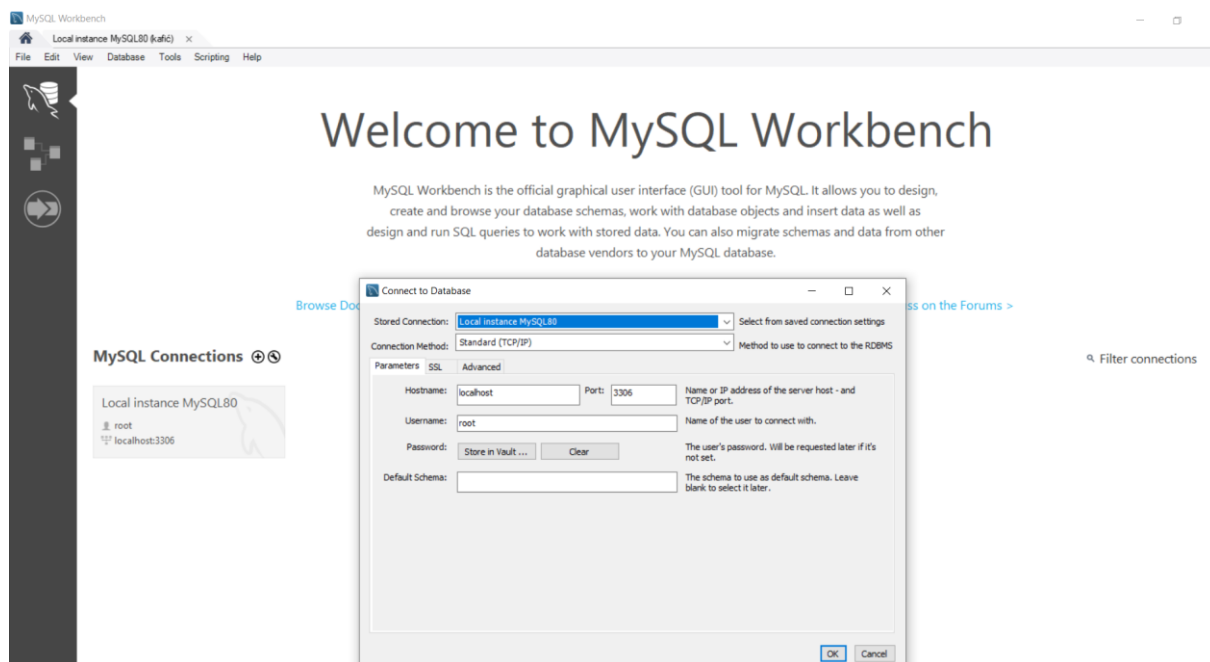 MySQL Workbench
Local instance MySQL80 (kafić) ×
File Edit View Database Tools Scripting Help
Welcome to MySQL Workbench
MySQL Workbench is the official graphical user interface (GUI) tool for MySQL. It allows you to design,
create and browse your database schemas, work with database objects and insert data as well as
design and run SQL queries to work with stored data. You can also migrate schemas and data from other
database vendors to your MySQL database.
Browse Doc
ss on the Forums >
MySQL Connections
Filter connections
Local instance MySQL80
root
localhost:3306
Connect to Database
Stored Connection: Local instance MySQL80 Select from saved connection settings
Connection Method: Standard (TCP/IP) Method to use to connect to the RDBMS
Parameters SSL Advanced
Hostname: localhost Port: 3306 Name or IP address of the server host - and
TCP/IP port.
Username: root Name of the user to connect with.
Password: Store in Vault ... Clear The user's password. Will be requested later if it's
not set.
Default Schema: The schema to use as default schema. Leave
blank to select it later.
OK Cancel